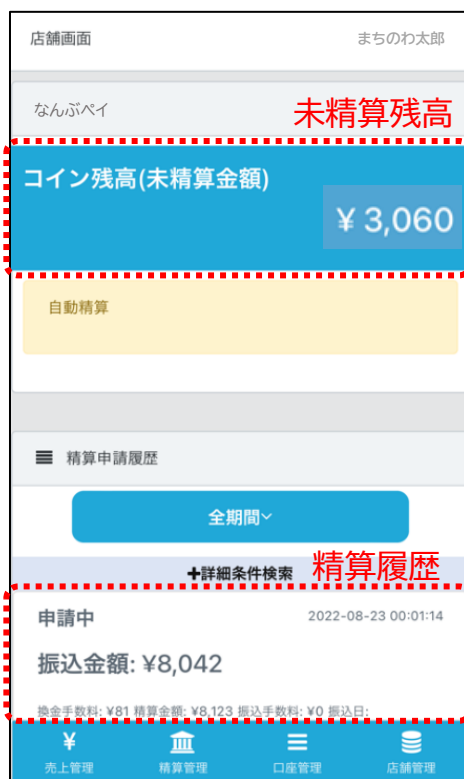 店舗画面 まちのわ太郎
なんぶペイ 未精算残高
コイン残高(未精算金額)
¥ 3,060
自動精算
精算申請履歴
全期間
+詳細条件検索 精算履歴
申請中 2022-08-23 00:01:14
振込金額: ¥8,042
換金手数料: ¥81 精算金額: ¥8,123 振込手数料: ¥0 振込日:
¥
売上管理 精算管理 口座管理 店舗管理